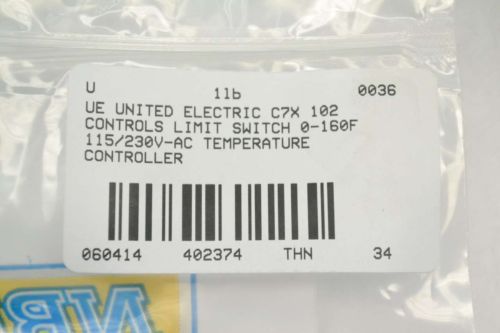 U 11b 0036
UE UNITED ELECTRIC C7X 102
CONTROLS LIMIT SWITCH 0-160F
115/230V-AC TEMPERATURE
CONTROLLER
060414 402374 THN 34